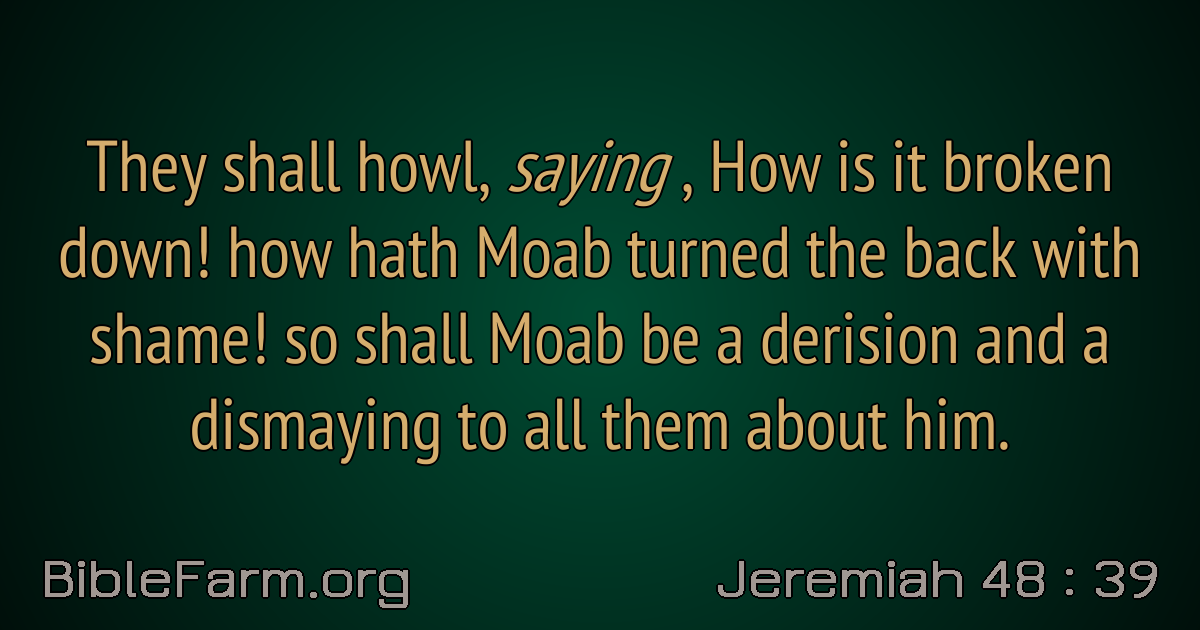 They shall howl, saying , How is it broken
down! how hath Moab turned the back with
shame! so shall Moab be a derision and a
dismaying to all them about him.
BibleFarm.org
Jeremiah 48 : 39